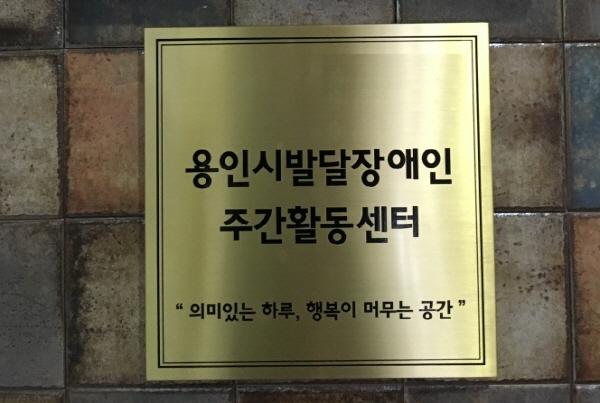 용인시발달장애인
주간활동센터
“ 의미있는 하루, 행복이 머무는 공간 ”